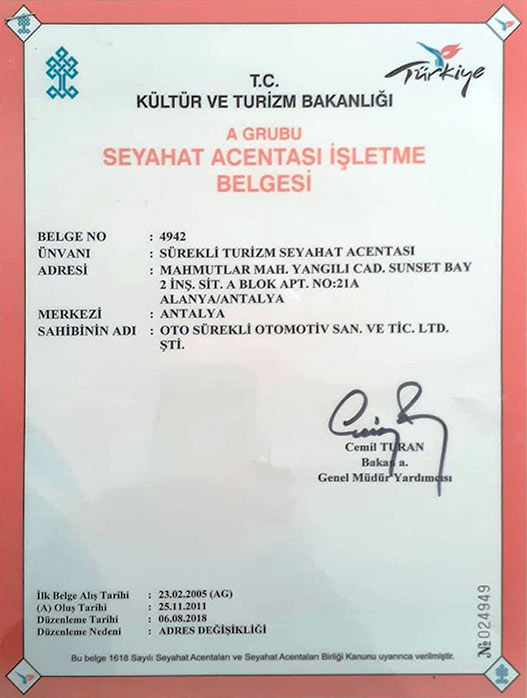 Türkiye
T.C.
KÜLTÜR VE TURİZM BAKANLIĞI
A GRUBU
SEYAHAT ACENTASI İŞLETME
BELGESİ
BELGE NO : 4942
ÜNVANI : SÜREKLİ TURİZM SEYAHAT ACENTASI
ADRESİ : MAHMUTLAR MAH. YANGILI CAD. SUNSET BAY
2 İNŞ. SİT. A BLOK APT. NO:21A
ALANYA/ANTALYA
MERKEZİ : ANTALYA
SAHIBİNİN ADI : OTO SÜREKLİ OTOMOTİV SAN. VE TİC. LTD.
ŞTİ.
Cemil TURAN
Bakan a.
Genel Müdür Yardımcısı
İlk Belge Alış Tarihi : 23.02.2005 (AG)
(A) Oluş Tarihi : 25.11.2011
Düzenleme Tarihi : 06.08.2018
Düzenleme Nedeni : ADRES DEĞİŞİKLİĞİ
№ 024949
Bu belge 1618 Sayılı Seyahat Acentaları ve Seyahat Acentaları Birliği Kanunu uyarınca verilmiştir.